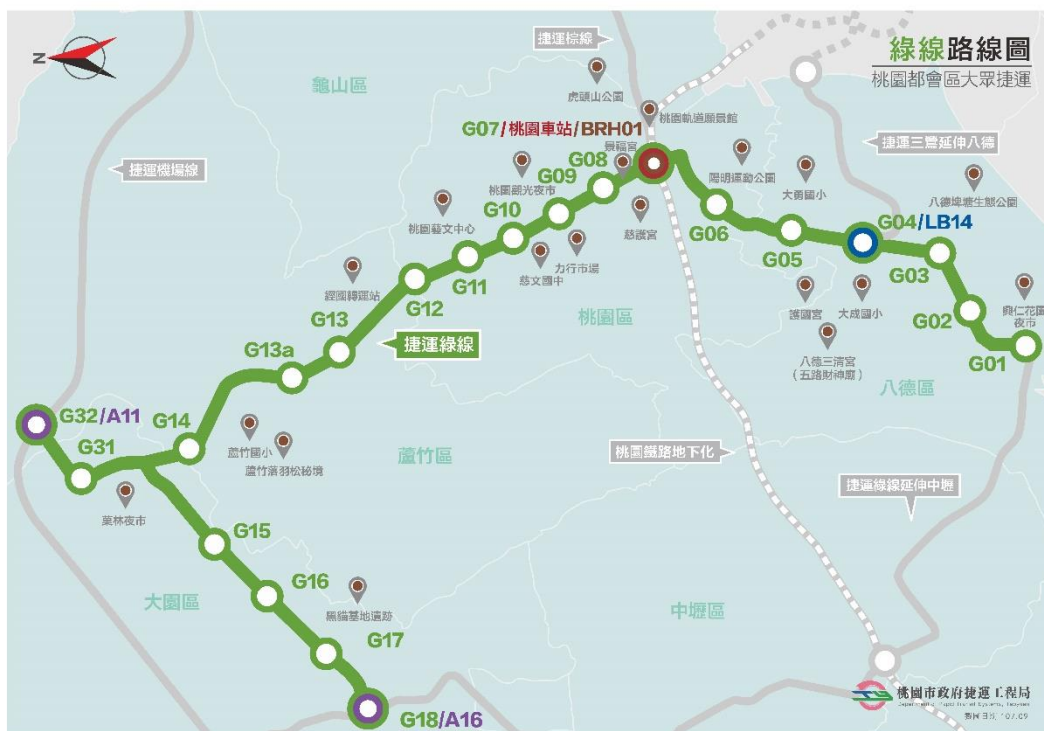 綠線路線圖
桃園都會區大眾捷運
N
捷運棕線
龜山區
虎頭山公園
G07/桃園車站/BRH01
桃園軌道願景館
捷運三鶯延伸八德
捷運機場線
景福宮
G08
陽明運動公園
大勇國小
八德埤塘生態公園
桃園觀光夜市
G09
桃園藝文中心
G10
慈護宮
G06
G04/LB14
G05
G03
力行市場
慈文國中
G11
經國轉運站
G12
桃園區
護國宮
大成國小
興仁花園
夜市
G02
G13
捷運綠線
G13a
八德三清宮
(五路財神廟)
G01
八德區
G32/A11
G14
蘆竹國小
蘆竹落羽松秘境
G31
蘆竹區
桃園鐵路地下化
捷運綠線延伸中壢
菓林夜市
G15
G16
大園區
黑貓基地遺跡
中壢區
G17
G18/A16
桃園市政府捷運工程局